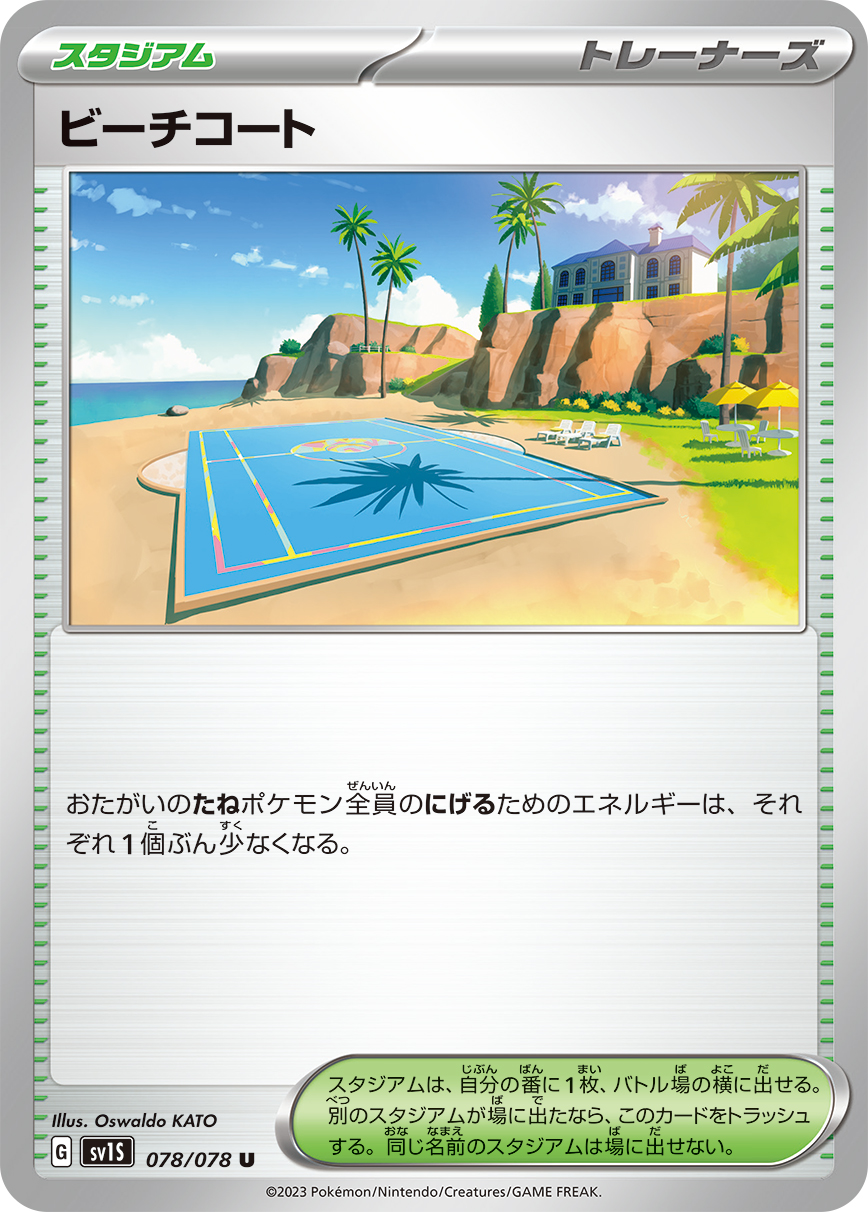 スタジアム
トレーナーズ
ビーチコート
おたがいのたねポケモン全員のにげるためのエネルギーは、それ
ぞれ1個ぶん少なくなる。
スタジアムは、自分の番に1枚、バトル場の横に出せる。
別のスタジアムが場に出たなら、このカードをトラッシュ
する。同じ名前のスタジアムは場に出せない。
Illus. Oswaldo KATO
G sv1S 078/078 U
©2023 Pokémon/Nintendo/Creatures/GAME FREAK.